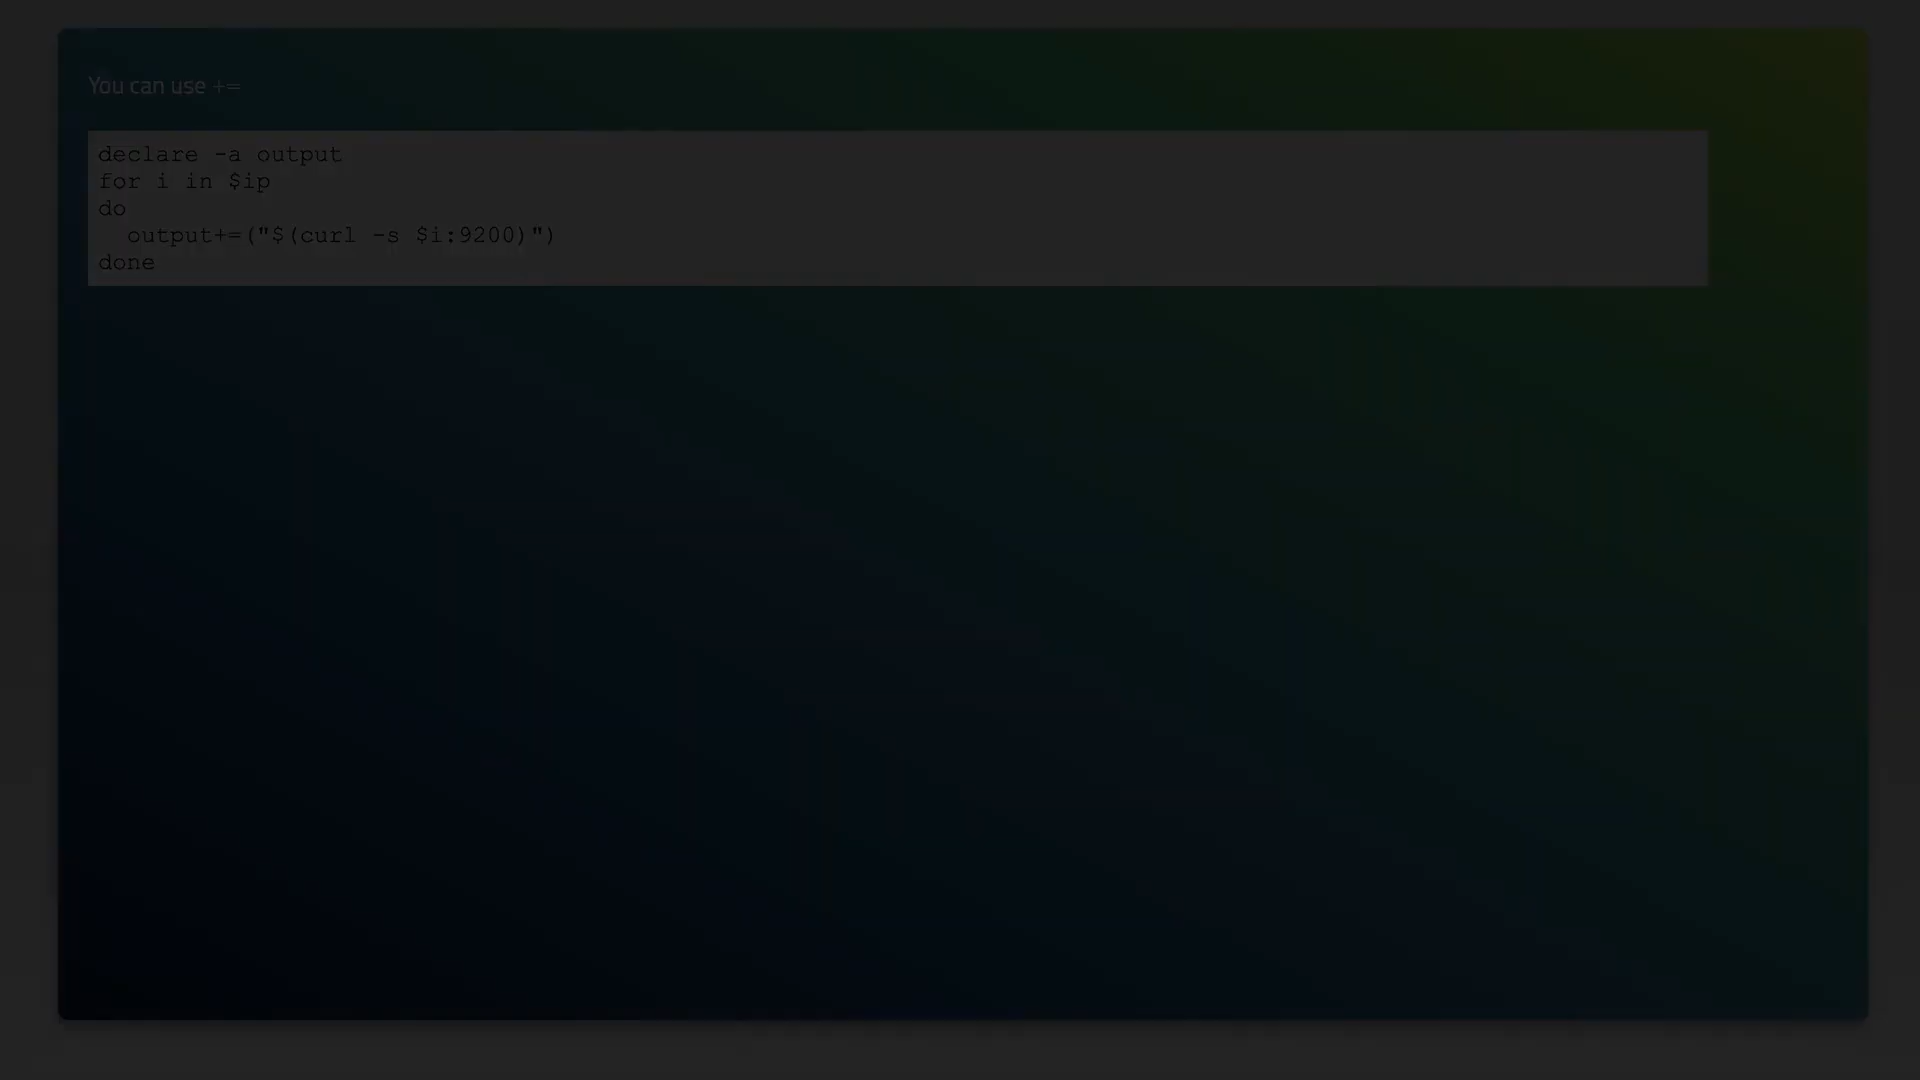 You can use +=
declare -a output
for i in $ip
do
  output+=("$(curl -s $i:9200)")
done